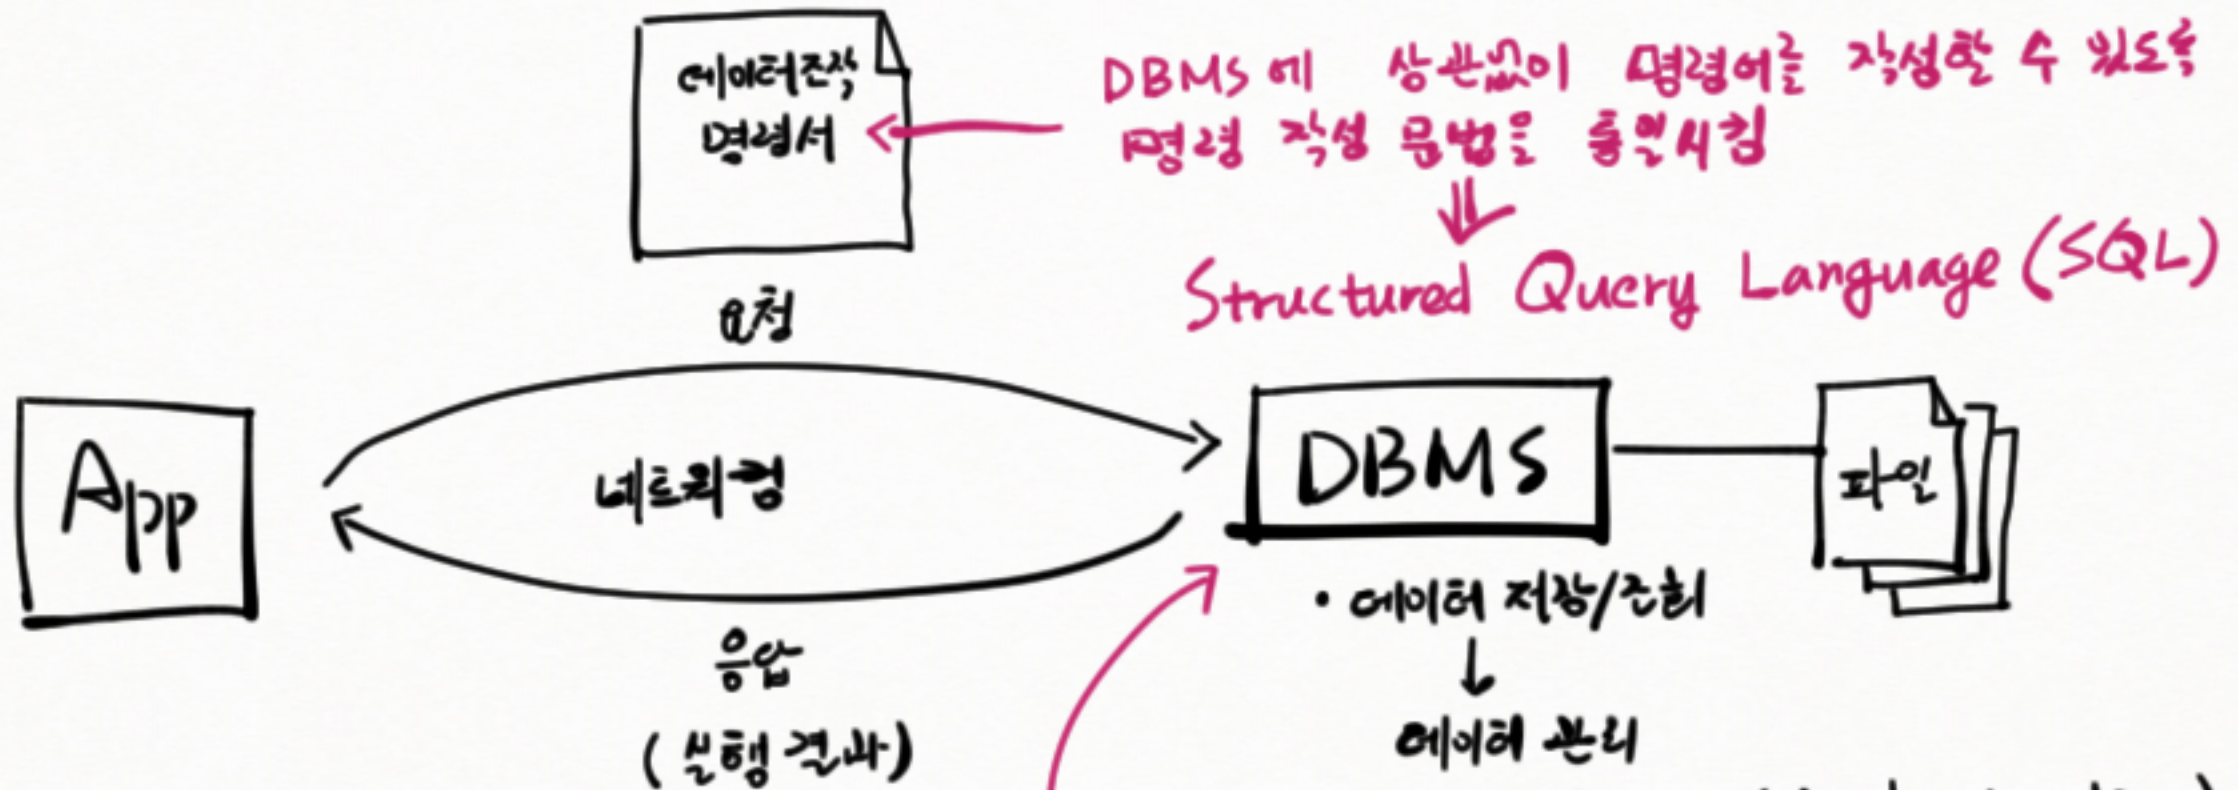 데이터조작
명령서
DBMS에 상관없이 명령어를 작성할 수 있도록
명령 작성 문법을 통일시킴
Structured Query Language (SQL)
요청
App
네트워킹
DBMS
파일
• 데이터 저장/조회
데이터 관리
응답
(실행 결과)